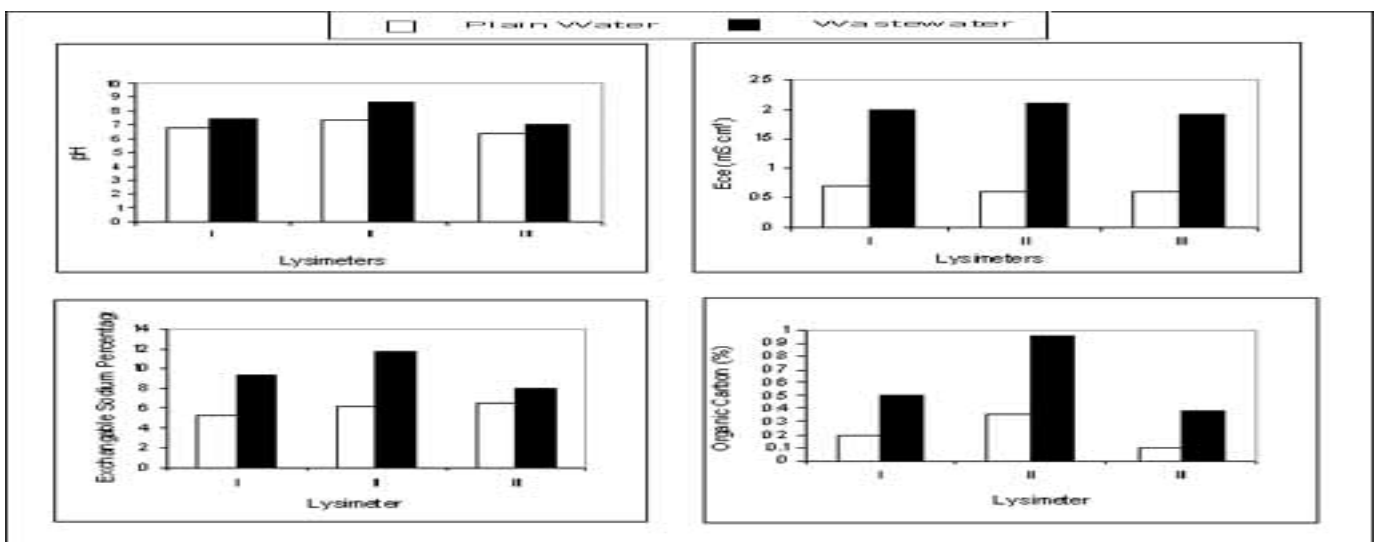 Plain Water Wastewater
pH
10
9
8
7
6
5
4
3
2
1
0
I II III
Lysimeters
Ece (mS cm¹)
2.5
2
1.5
1
0.5
0
I II III
Lysimeters
Exchangable Sodium Percentag
14
12
10
8
6
4
2
0
I II III
Lysimeter
Organic Carbon (%)
1
0.9
0.8
0.7
0.6
0.5
0.4
0.3
0.2
0.1
0
I II III
Lysimeter